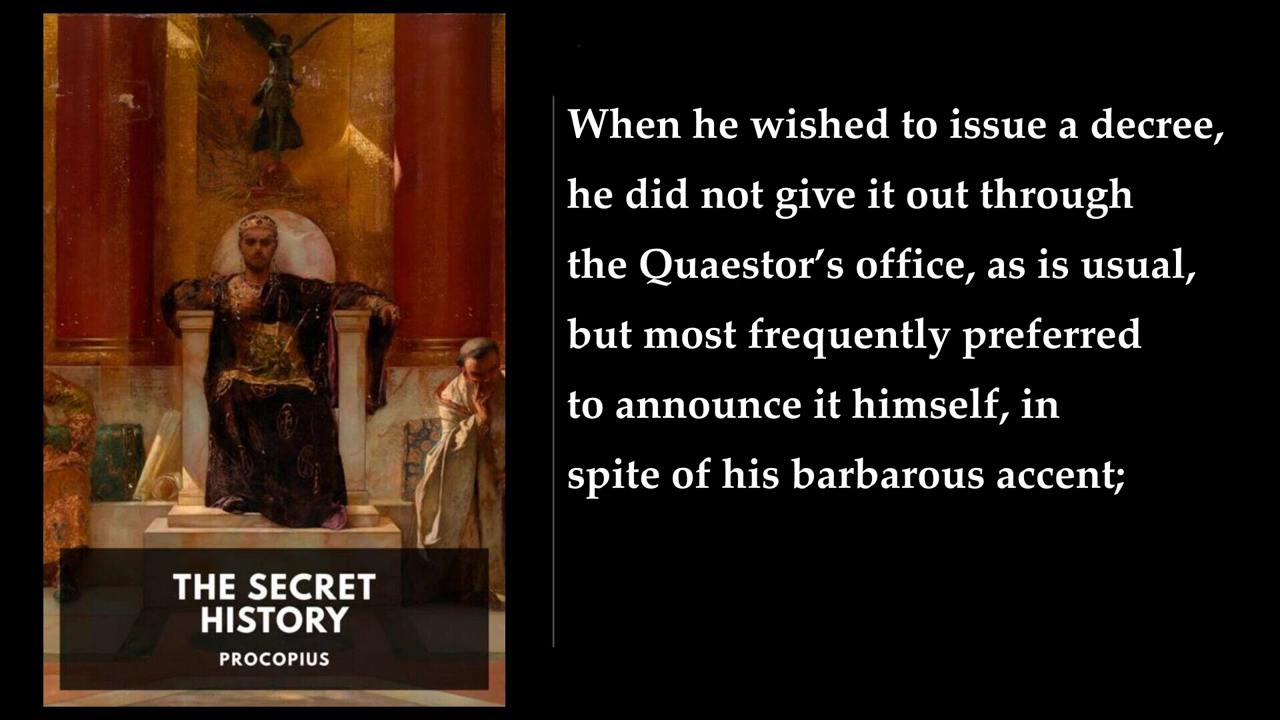 THE SECRET
HISTORY
PROCOPIUS
When he wished to issue a decree,
he did not give it out through
the Quaestor’s office, as is usual,
but most frequently preferred
to announce it himself, in
spite of his barbarous accent;